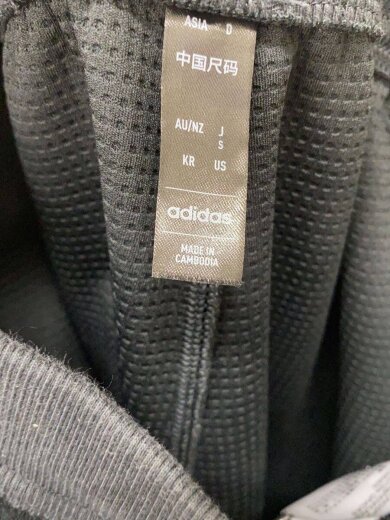 ASIA D
中国尺码
AU/NZ J
S
KR US
adidas
MADE IN
CAMBODIA